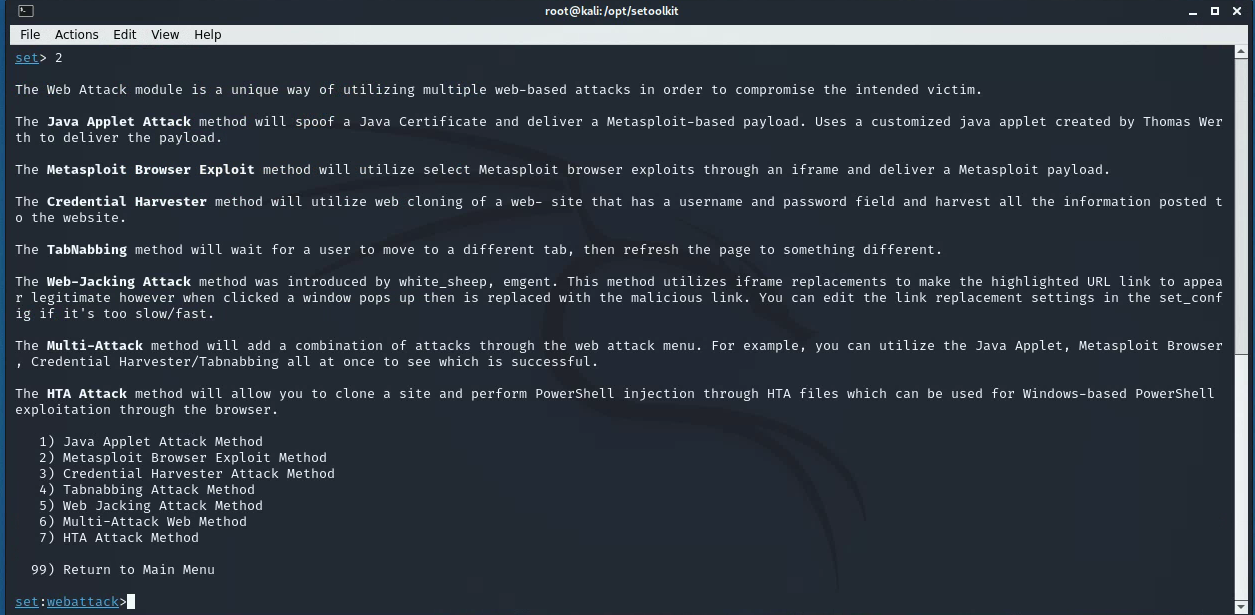 root@kali:/opt/setoolkit
File Actions Edit View Help
set> 2
The Web Attack module is a unique way of utilizing multiple web-based attacks in order to compromise the intended victim.
The Java Applet Attack method will spoof a Java Certificate and deliver a Metasploit-based payload. Uses a customized java applet created by Thomas Wer
th to deliver the payload.
The Metasploit Browser Exploit method will utilize select Metasploit browser exploits through an iframe and deliver a Metasploit payload.
The Credential Harvester method will utilize web cloning of a web- site that has a username and password field and harvest all the information posted t
o the website.
The TabNabbing method will wait for a user to move to a different tab, then refresh the page to something different.
The Web-Jacking Attack method was introduced by white_sheep, emgent. This method utilizes iframe replacements to make the highlighted URL link to appea
r legitimate however when clicked a window pops up then is replaced with the malicious link. You can edit the link replacement settings in the set_conf
ig if it's too slow/fast.
The Multi-Attack method will add a combination of attacks through the web attack menu. For example, you can utilize the Java Applet, Metasploit Browser
, Credential Harvester/Tabnabbing all at once to see which is successful.
The HTA Attack method will allow you to clone a site and perform PowerShell injection through HTA files which can be used for Windows-based PowerShell
exploitation through the browser.
1) Java Applet Attack Method
2) Metasploit Browser Exploit Method
3) Credential Harvester Attack Method
4) Tabnabbing Attack Method
5) Web Jacking Attack Method
6) Multi-Attack Web Method
7) HTA Attack Method
99) Return to Main Menu
set:webattack>